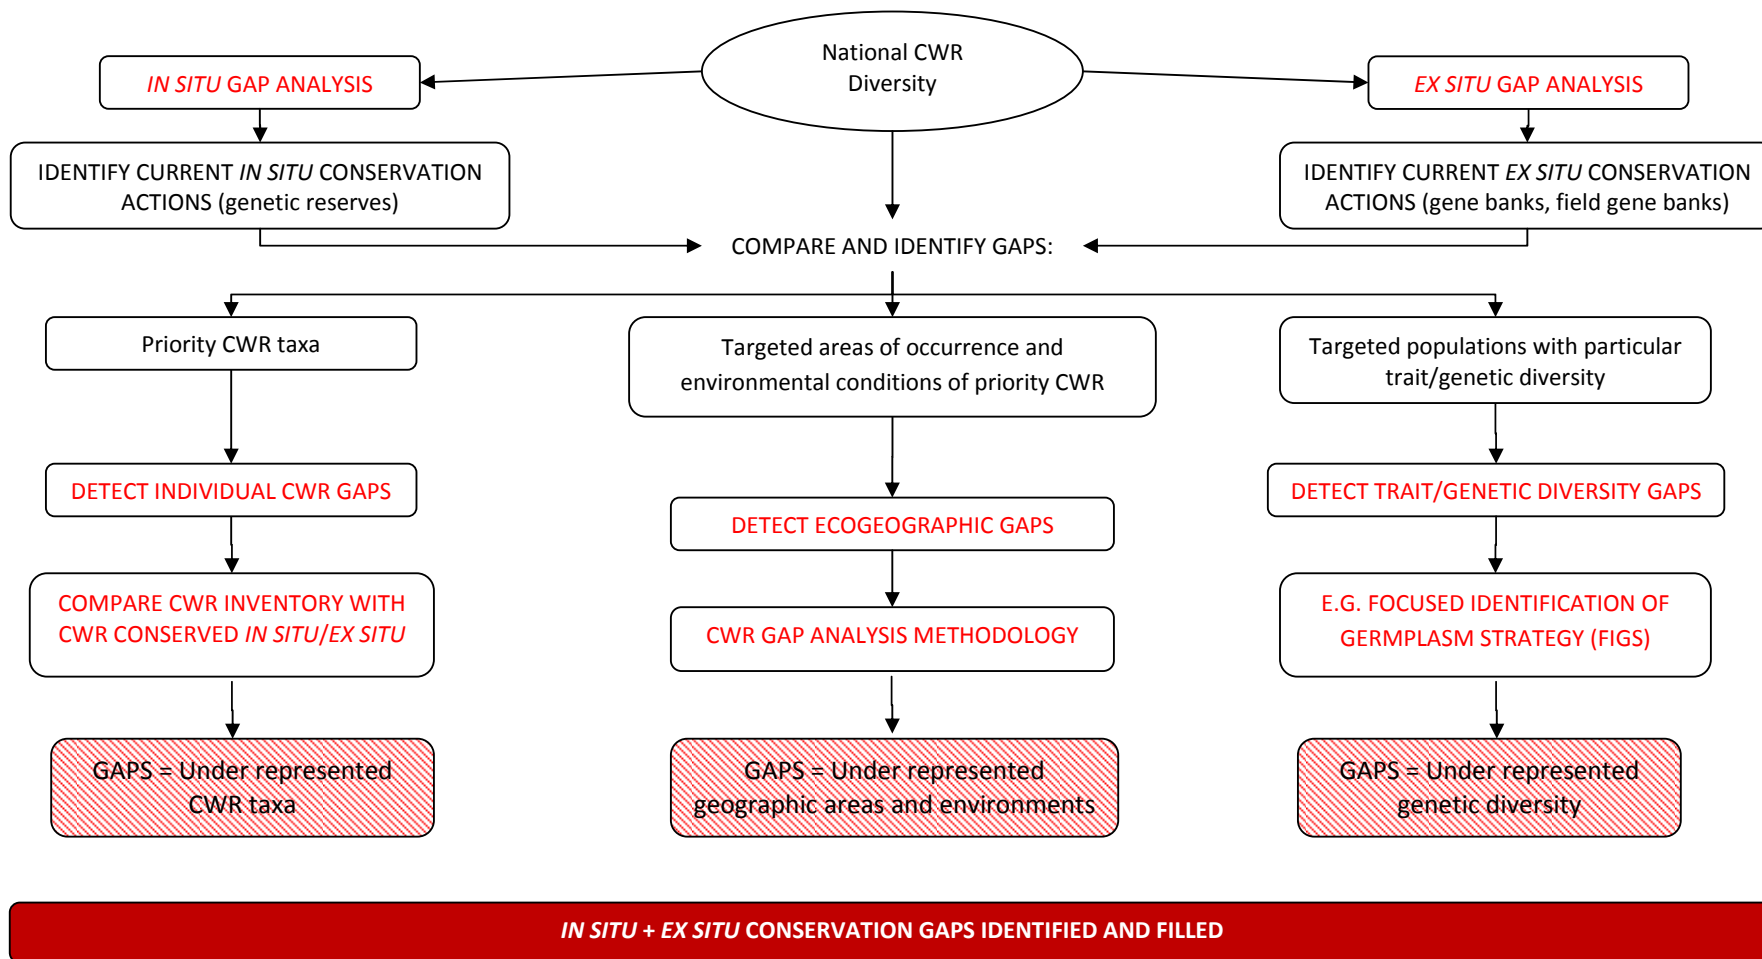 National CWR
Diversity
IN SITU GAP ANALYSIS
EX SITU GAP ANALYSIS
IDENTIFY CURRENT IN SITU CONSERVATION
ACTIONS (genetic reserves)
IDENTIFY CURRENT EX SITU CONSERVATION
ACTIONS (gene banks, field gene banks)
COMPARE AND IDENTIFY GAPS:
Priority CWR taxa
Targeted areas of occurrence and
environmental conditions of priority CWR
Targeted populations with particular
trait/genetic diversity
DETECT INDIVIDUAL CWR GAPS
DETECT ECOGEOGRAPHIC GAPS
DETECT TRAIT/GENETIC DIVERSITY GAPS
COMPARE CWR INVENTORY WITH
CWR CONSERVED IN SITU/EX SITU
CWR GAP ANALYSIS METHODOLOGY
E.G. FOCUSED IDENTIFICATION OF
GERMPLASM STRATEGY (FIGS)
GAPS = Under represented
CWR taxa
GAPS = Under represented
geographic areas and environments
GAPS = Under represented
genetic diversity
IN SITU + EX SITU CONSERVATION GAPS IDENTIFIED AND FILLED